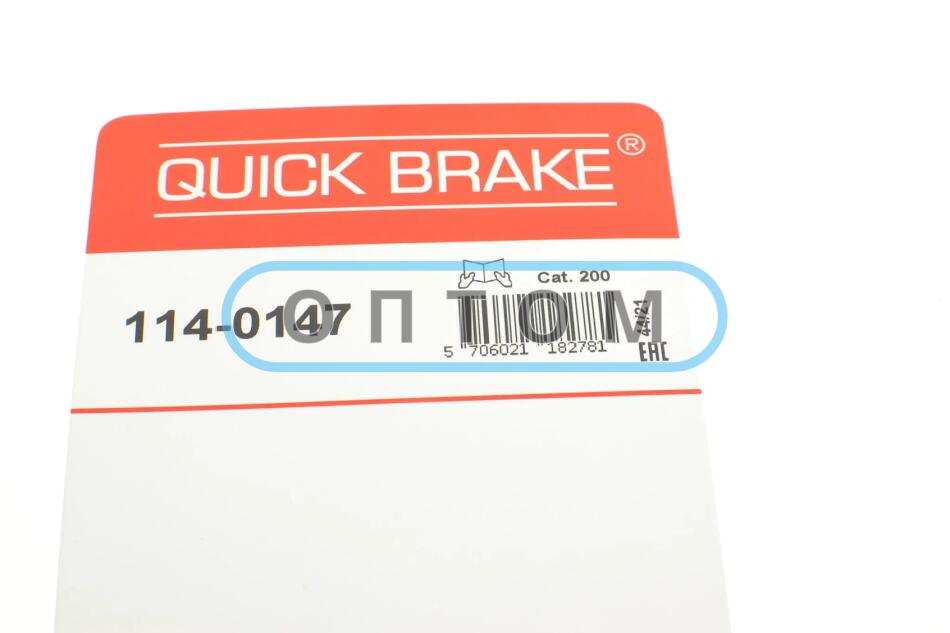 QUICK BRAKE®
Cat. 200
114-0147
ОПТОМ
44/21
5 706021 182781
EAC